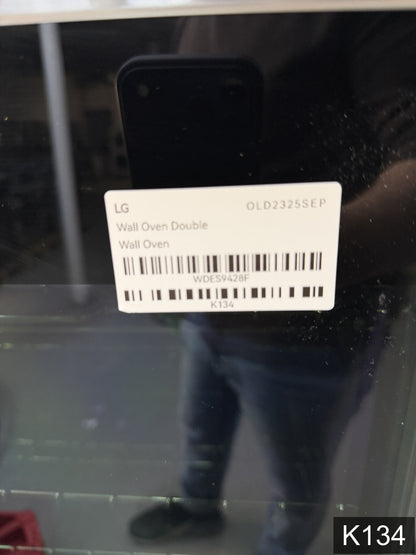 LG OLD2325SEP
Wall Oven Double
Wall Oven
WDES9428F
K134
K134